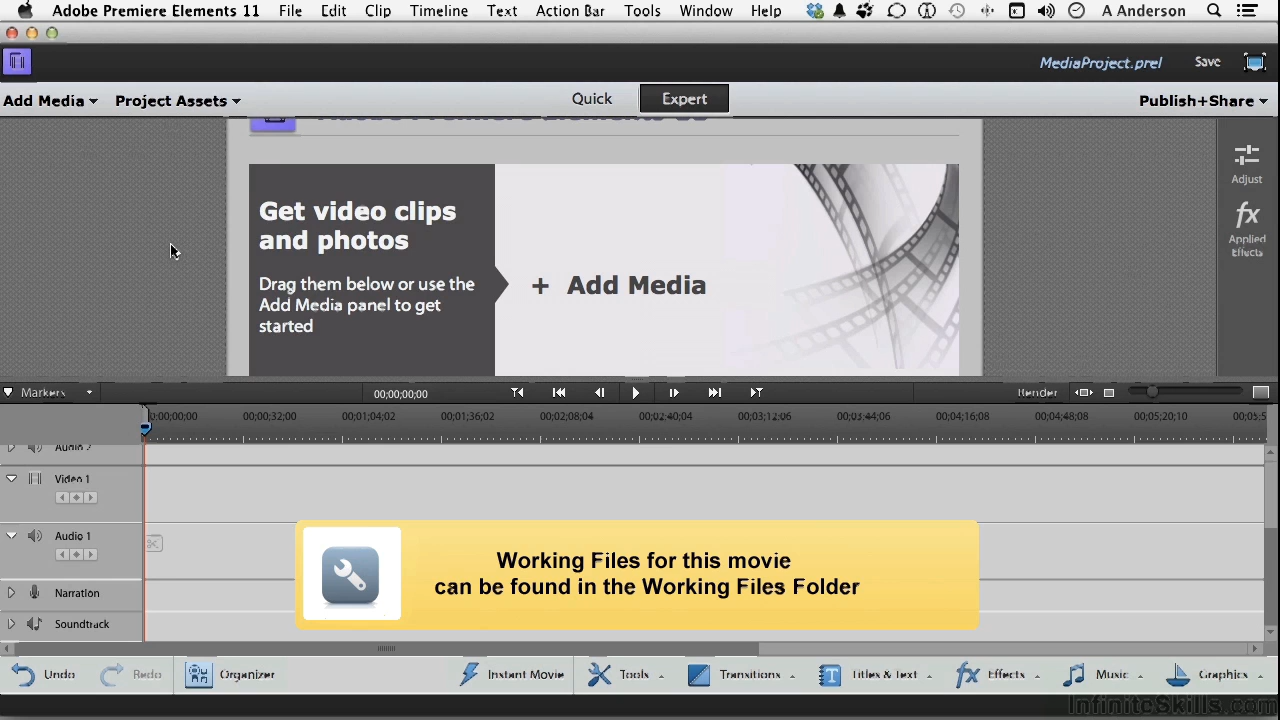 Adobe Premiere Elements 11 File Edit Clip Timeline Text Action Bar Tools Window Help A Anderson
MediaProject.prel Save
Add Media Project Assets Quick Expert Publish+Share
Get video clips
and photos
Drag them below or use the
Add Media panel to get
started
+ Add Media
Adjust
fx
Applied
Effects
Markers 00;00;00;00 Render
0;00;00;00 00;00;32;00 00;01;04;02 00;01;36;02 00;02;08;04 00;02;40;04 00;03;12;06 00;03;44;06 00;04;16;08 00;04;48;08 00;05;20;10 00;05;5
Audio 2
Video 1
Audio 1
Narration
Soundtrack
Working Files for this movie
can be found in the Working Files Folder
Undo Redo Organizer Instant Movie Tools Transitions Titles & Text fx Effects Music Graphics
InfiniteSkills.com